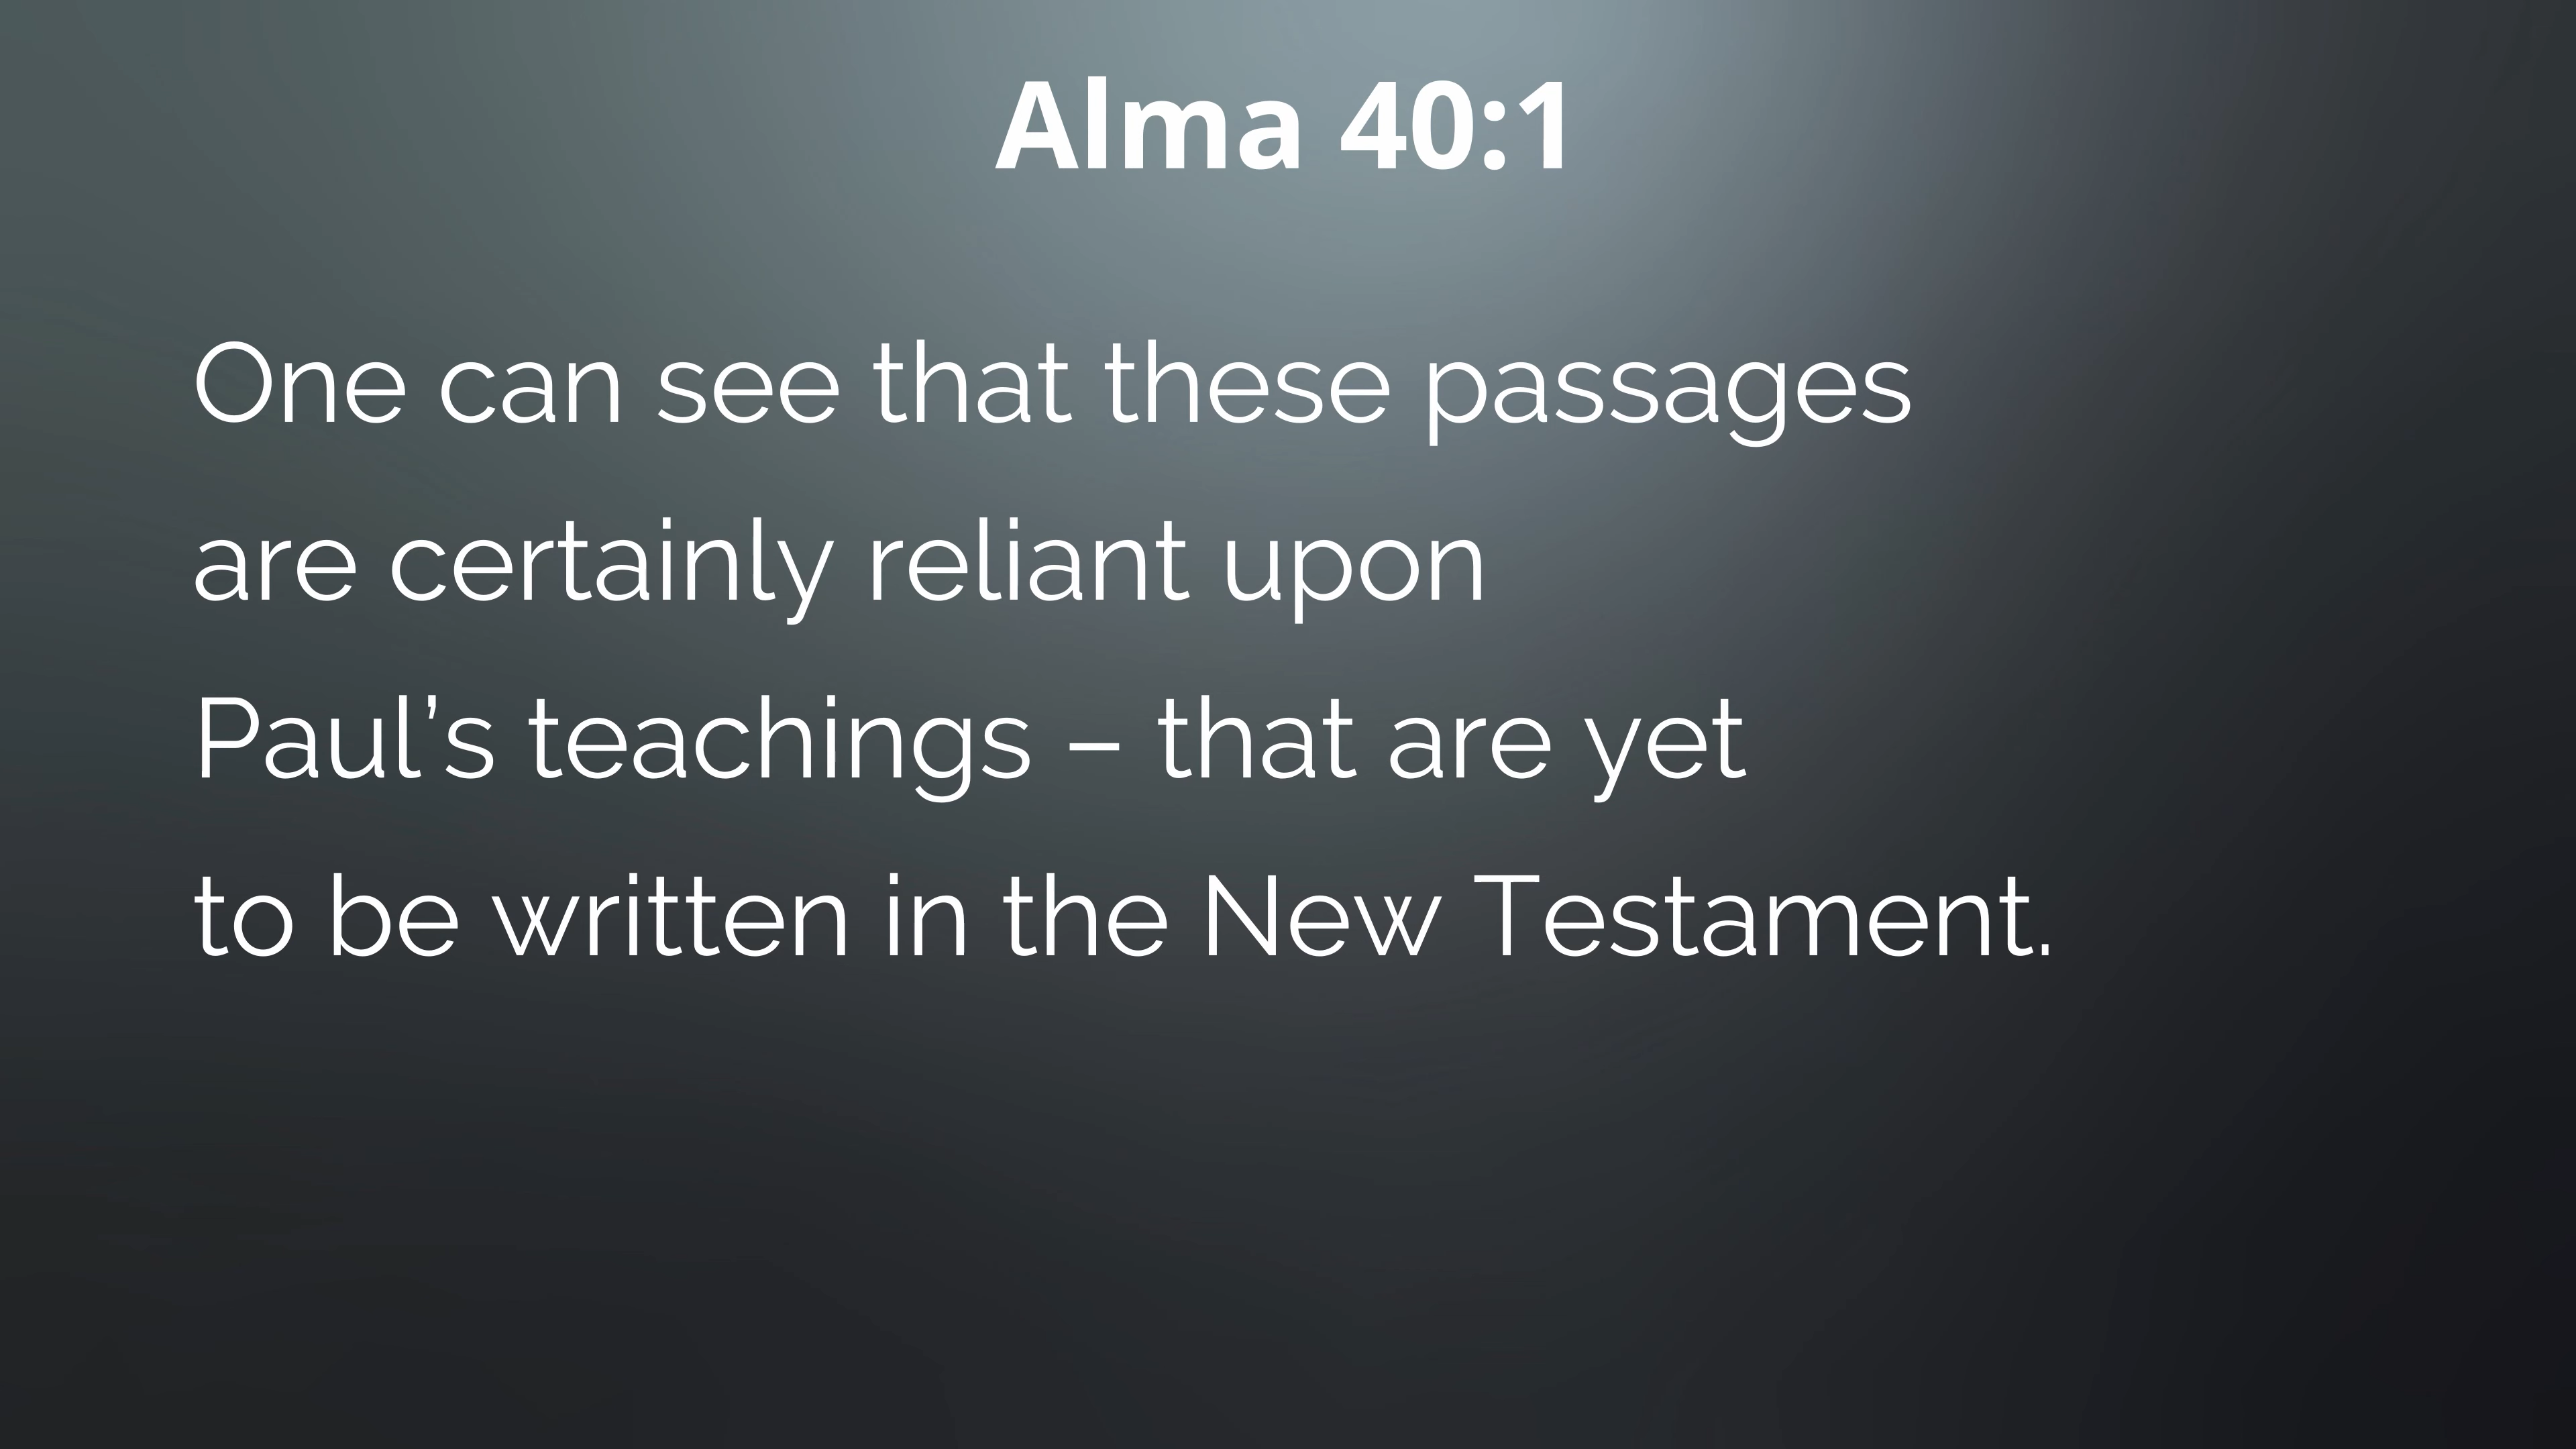 Alma 40:1
One can see that these passages
are certainly reliant upon
Paul’s teachings – that are yet
to be written in the New Testament.